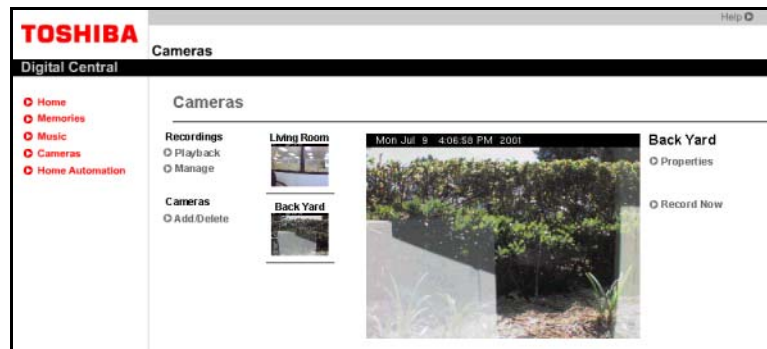 Help
TOSHIBA
Cameras
Digital Central
Home
Memories
Music
Cameras
Home Automation
Cameras
Recordings
Playback
Manage
Cameras
Add/Delete
Living Room
Back Yard
Mon Jul 9 4:06:58 PM 2001
Back Yard
Properties
Record Now